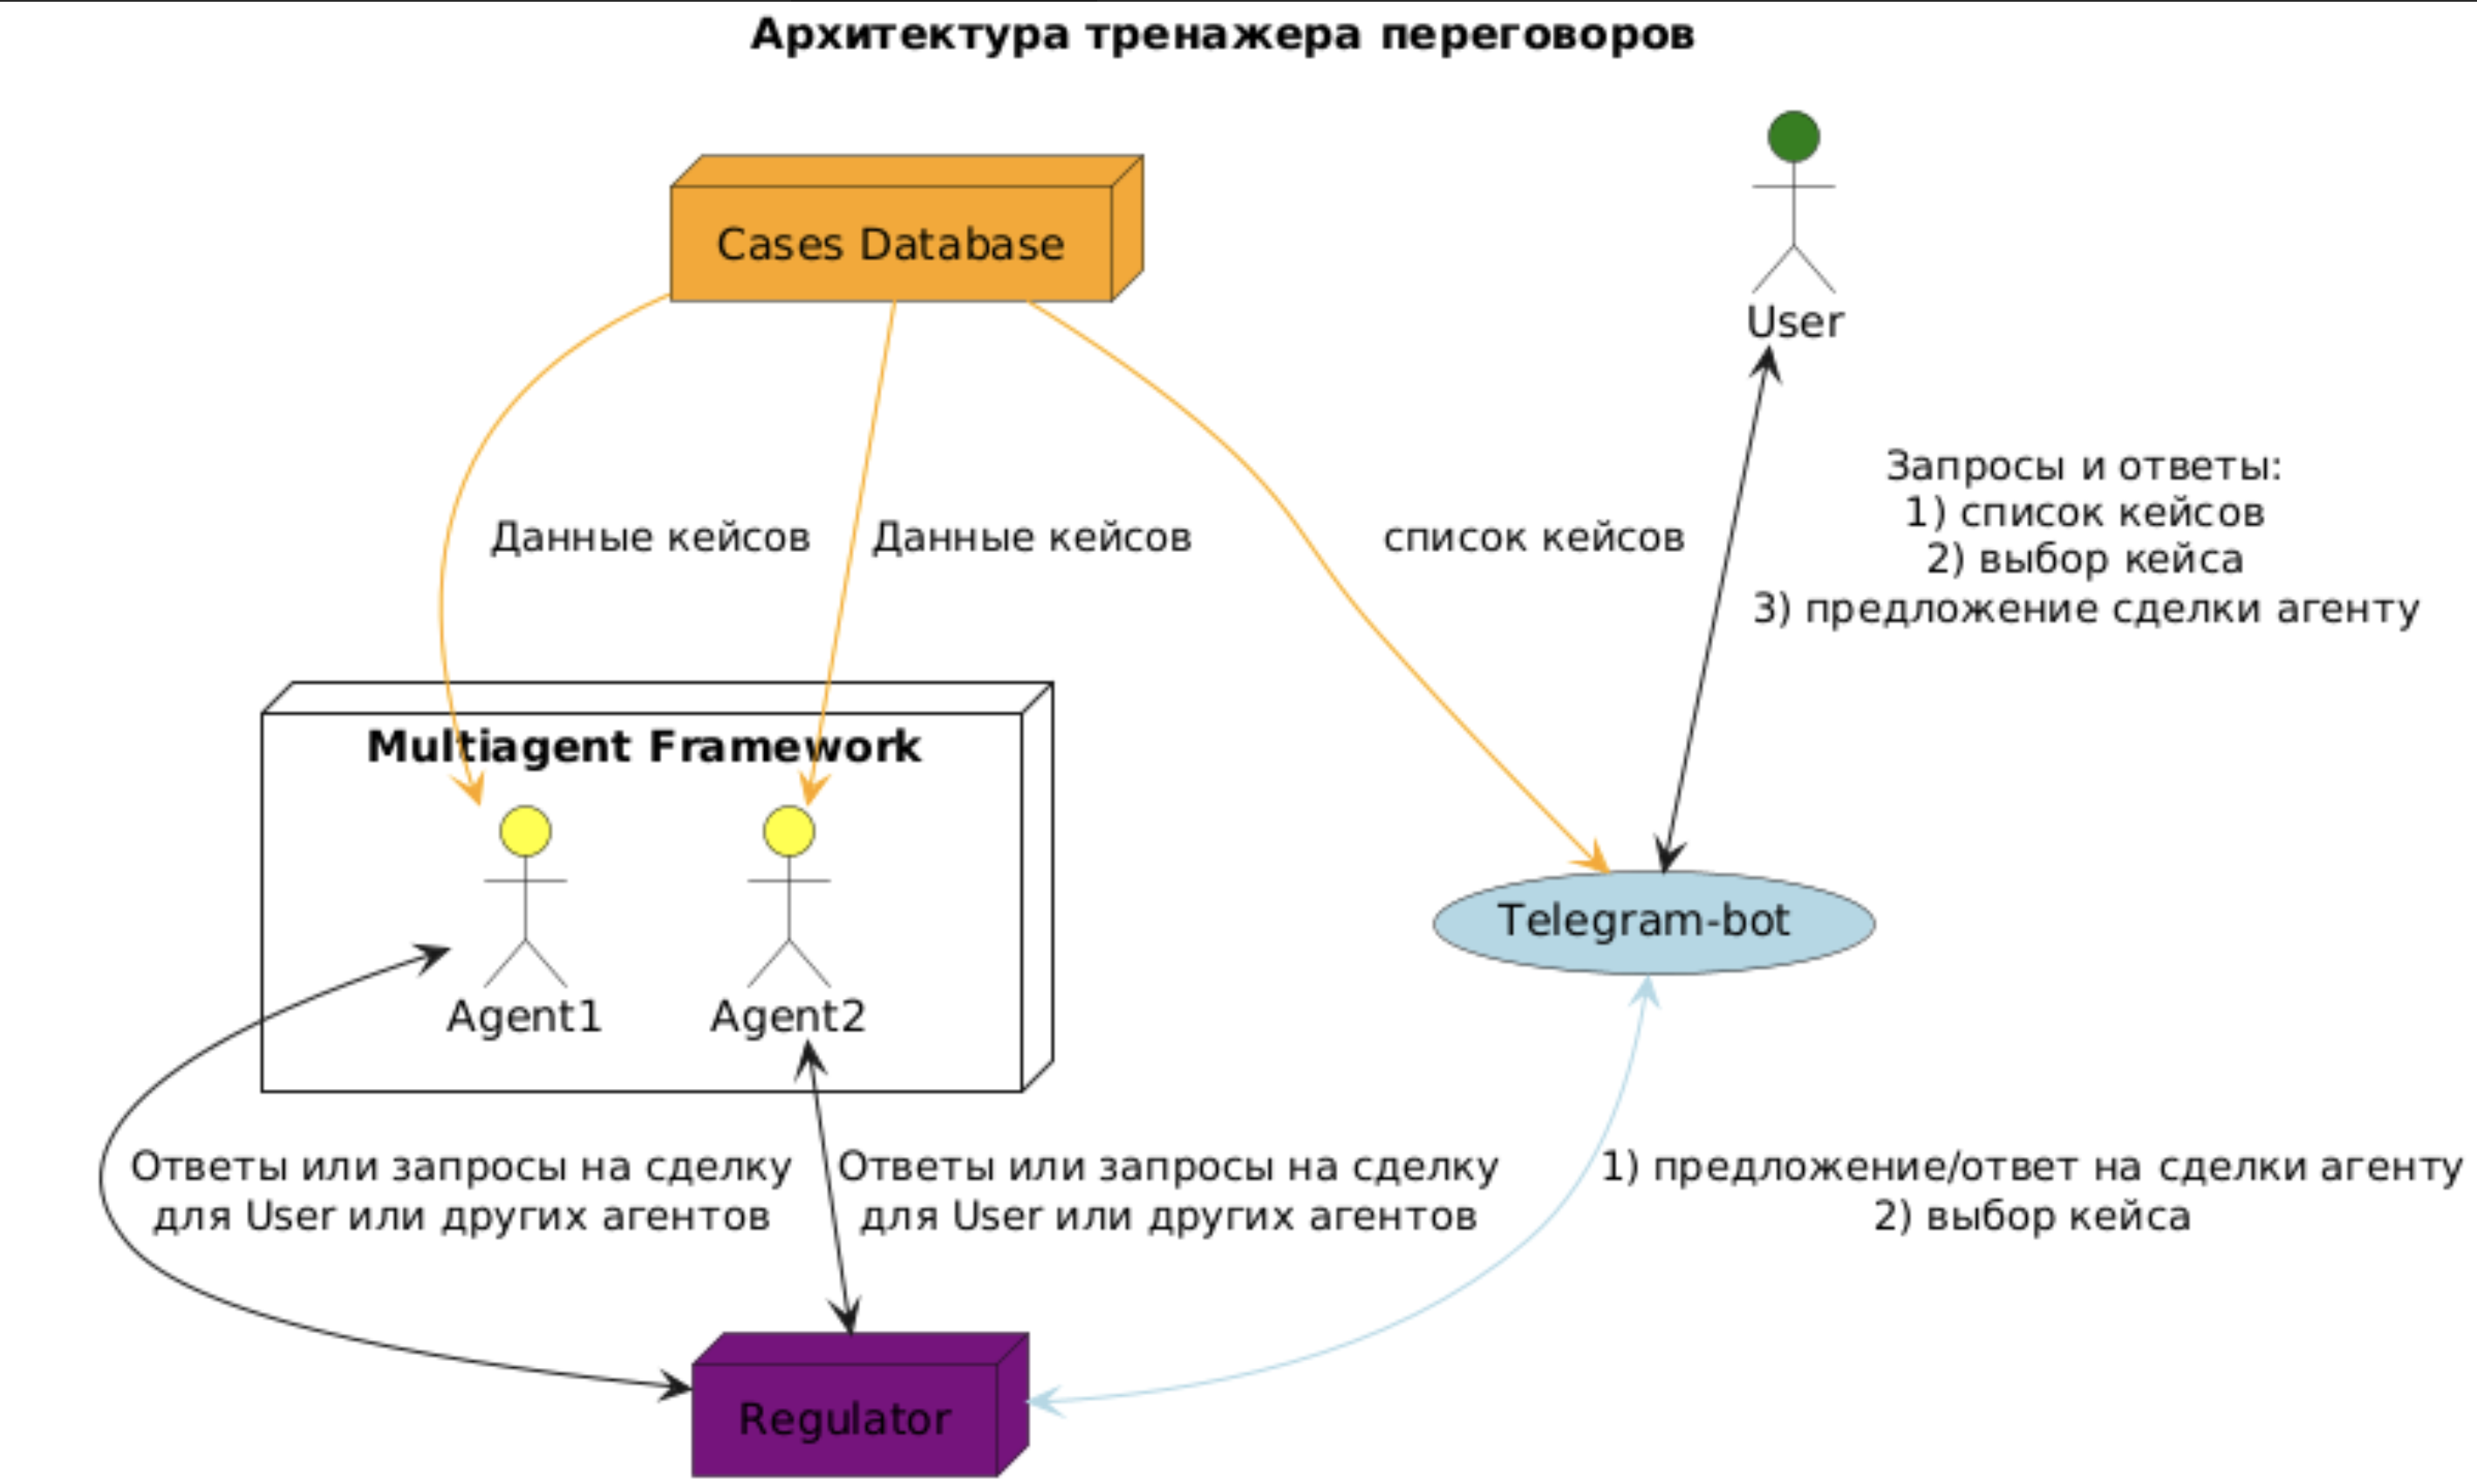 Архитектура тренажера переговоров
Cases Database
User
Запросы и ответы:
1) список кейсов
2) выбор кейса
3) предложение сделки агенту
Данные кейсов
Данные кейсов
список кейсов
Multiagent Framework
Agent1
Agent2
Telegram-bot
Ответы или запросы на сделку
для User или других агентов
Ответы или запросы на сделку
для User или других агентов
1) предложение/ответ на сделки агенту
2) выбор кейса
Regulator